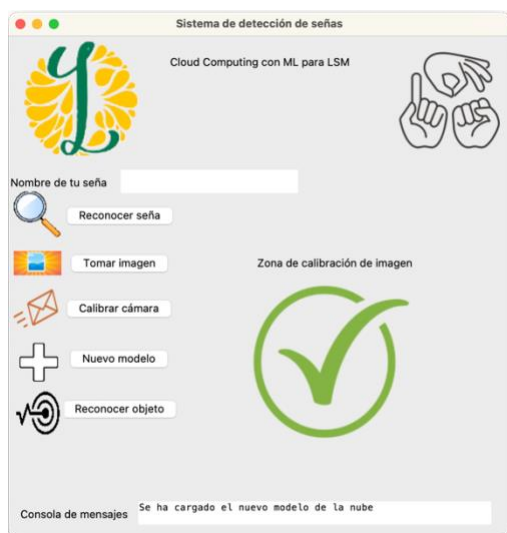 Sistema de detección de señas
Cloud Computing con ML para LSM
Nombre de tu seña
Reconocer seña
Tomar imagen
Zona de calibración de imagen
Calibrar cámara
Nuevo modelo
Reconocer objeto
Consola de mensajes
Se ha cargado el nuevo modelo de la nube